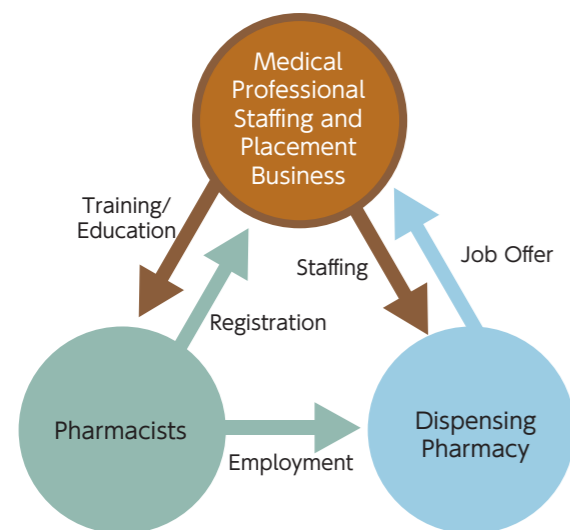 Medical
Professional
Staffing and
Placement
Business
Training/
Education
Staffing
Job Offer
Registration
Pharmacists
Dispensing
Pharmacy
Employment